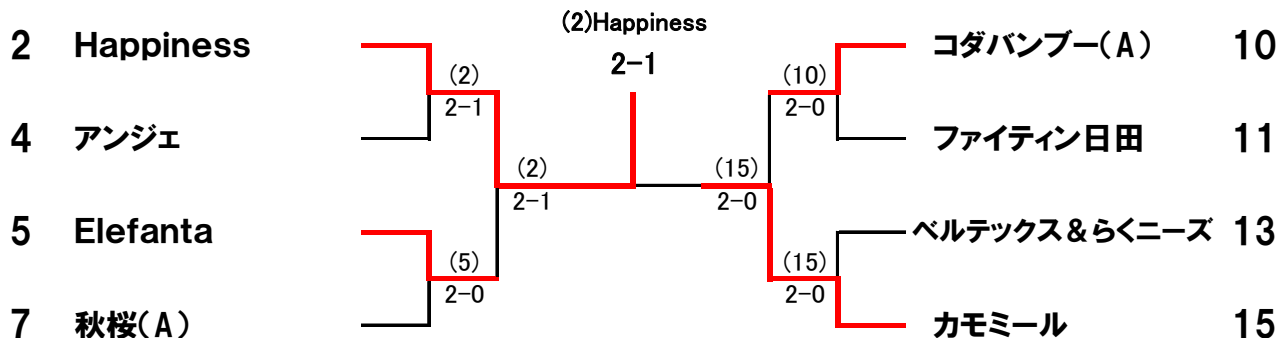 (2)Happiness
2-1
2 Happiness
4 アンジェ
5 Elefanta
7 秋桜(A)
(2)
2-1
(5)
2-0
(2)
2-1
(15)
2-0
(10)
2-0
(15)
2-0
コダバンブー(A) 10
ファイティン日田 11
ベルテックス&らくニーズ 13
カモミール 15